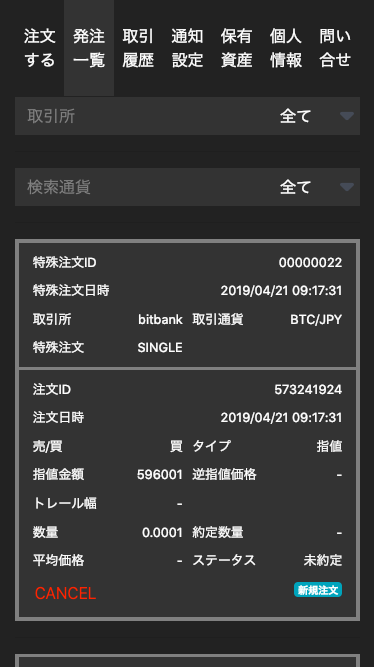 注文 発注 取引 通知 保有 個人 問い
する 一覧 履歴 設定 資産 情報 合せ
取引所 全て
検索通貨 全て
特殊注文ID 00000022
特殊注文日時 2019/04/21 09:17:31
取引所 bitbank 取引通貨 BTC/JPY
特殊注文 SINGLE
注文ID 573241924
注文日時 2019/04/21 09:17:31
売/買 買 タイプ 指値
指値金額 596001 逆指値価格 -
トレール幅 -
数量 0.0001 約定数量 -
平均価格 - ステータス 未約定
CANCEL 新規注文